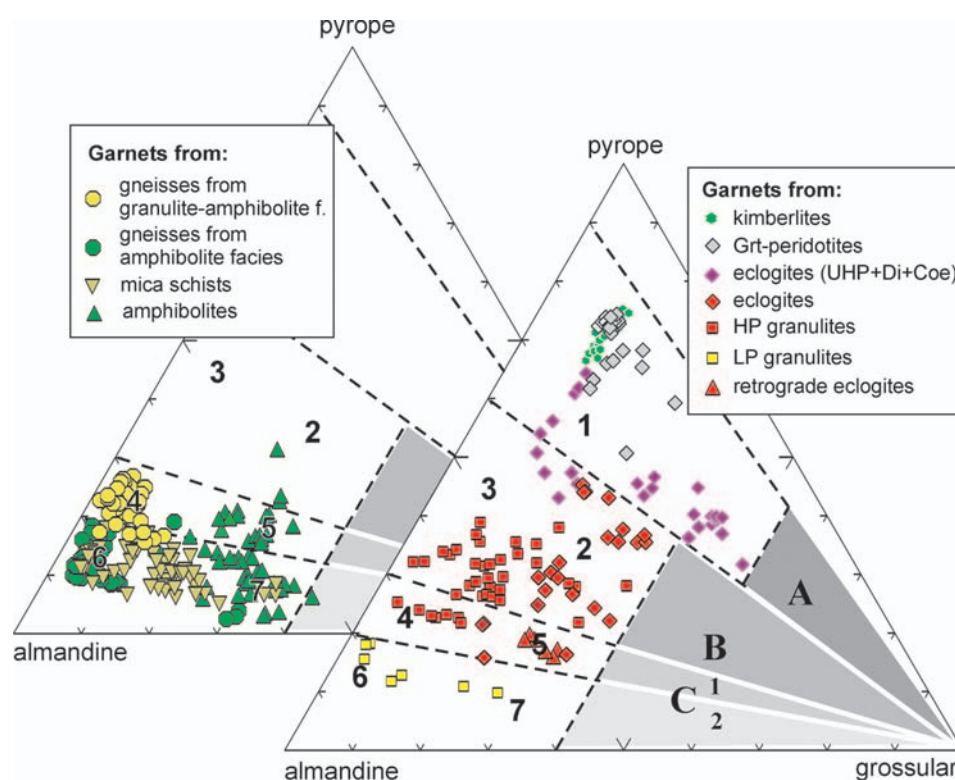 pyrope
Garnets from:
gneisses from
granulite-amphibolite f.
gneisses from
amphibolite facies
mica schists
amphibolites
pyrope
Garnets from:
kimberlites
Grt-peridotites
eclogites (UHP+Di+Coe)
eclogites
HP granulites
LP granulites
retrograde eclogites
3
2
1
4
5
3
6
7
2
A
4
5
B
1
6
C
2
7
almandine
almandine
grossular